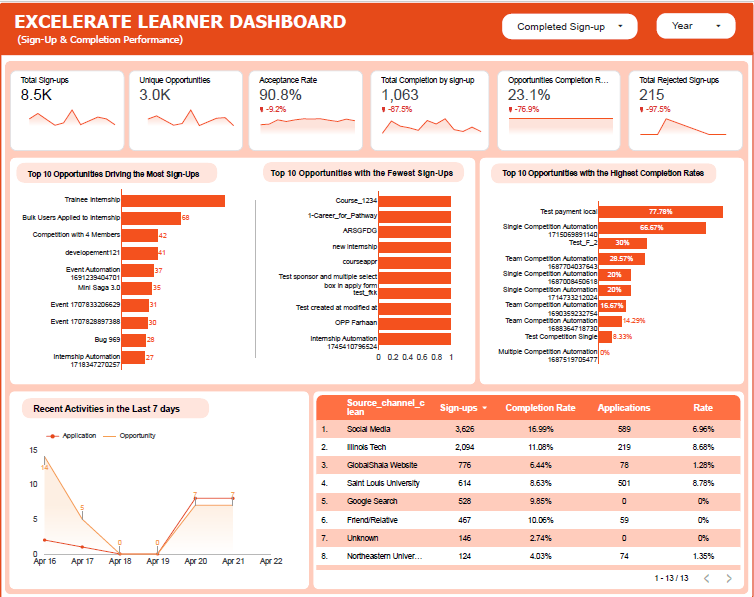 EXCELERATE LEARNER DASHBOARD
(Sign-Up & Completion Performance)
Completed Sign-up
Year
Total Sign-ups
8.5K
Unique Opportunities
3.0K
Acceptance Rate
90.8%
-9.2%
Total Completion by sign-up
1,063
-87.5%
Opportunities Completion R...
23.1%
-76.9%
Total Rejected Sign-ups
215
-97.5%
Top 10 Opportunities Driving the Most Sign-Ups
Trainee Internship
Bulk Users Applied to Internship 68
Competition with 4 Members 42
developement121 41
Event Automation
1691239404701 37
Mini Saga 3.0 35
Event 1707833206629 31
Event 1707828897388 30
Bug 969 28
Internship Automation
1718347270257 27
Top 10 Opportunities with the Fewest Sign-Ups
Course_1234
1-Career_for_Pathway
ARSGFDG
new internship
courseappr
Test sponsor and multiple select
box in apply form
test_fkk
Test created at modified at
OPP Farhaan
Internship Automation
1745410796524
0 0.2 0.4 0.6 0.8 1
Top 10 Opportunities with the Highest Completion Rates
Test payment local 77.78%
Single Competition Automation
1715069891140 66.67%
Test_F_2 30%
Team Competition Automation
1687704037643 28.57%
Single Competition Automation
1687008450618 20%
Single Competition Automation
1714733212024 20%
Team Competition Automation
1690359232754 16.67%
Team Competition Automation
1688364718730 14.29%
Test Competition Single 8.33%
Multiple Competition Automation
1687519705477 0%
Recent Activities in the Last 7 days
Application Opportunity
15
10
5
0
14
5
0
0
7
7
Apr 16 Apr 17 Apr 18 Apr 19 Apr 20 Apr 21 Apr 22
$ource_channel_c
lean
Sign-ups Completion Rate Applications Rate
1. Social Media 3,626 16.99% 589 6.96%
2. Illinois Tech 2,094 11.08% 219 8.68%
3. GlobalShala Website 776 6.44% 78 1.28%
4. Saint Louis University 614 8.63% 501 8.78%
5. Google Search 528 9.85% 0 0%
6. Friend/Relative 467 10.06% 59 0%
7. Unknown 146 2.74% 0 0%
8. Northeastern Univer... 124 4.03% 74 1.35%
1 - 13 / 13